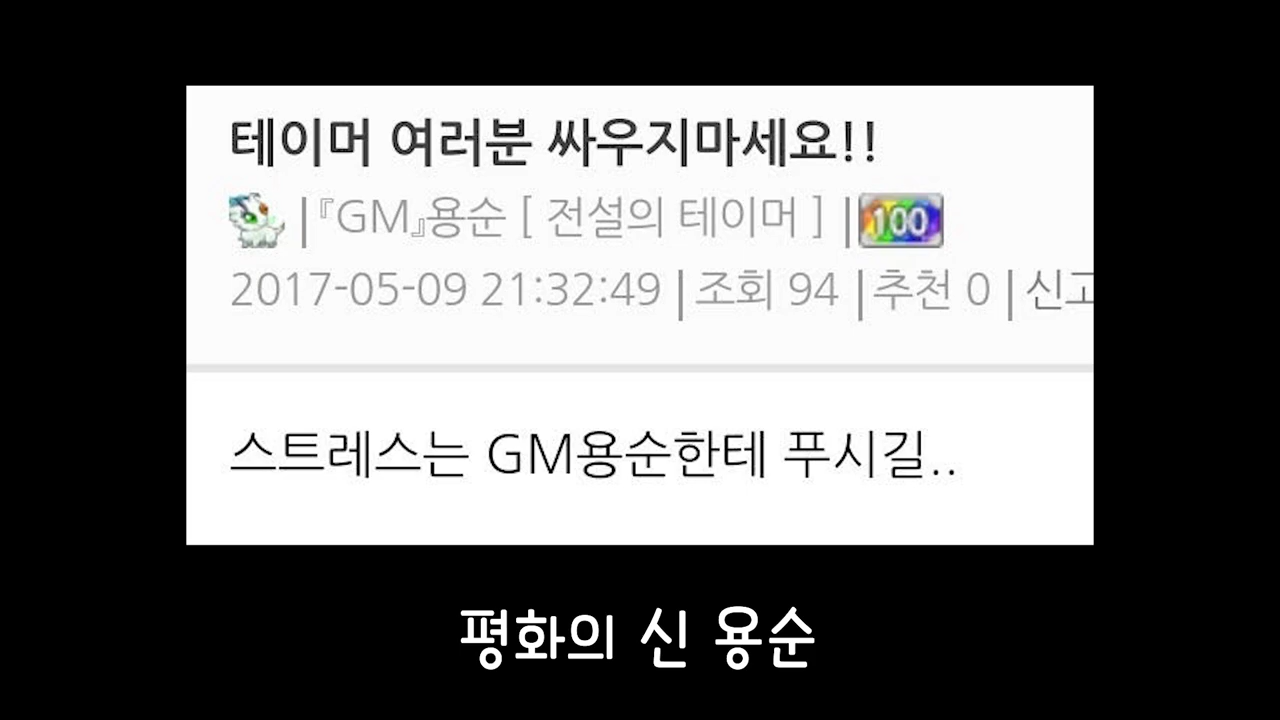 테이머 여러분 싸우지마세요!!
|『GM』용순 [ 전설의 테이머 ] | 100
2017-05-09 21:32:49 | 조회 94 | 추천 0 | 신고
스트레스는 GM용순한테 푸시길..
평화의 신 용순